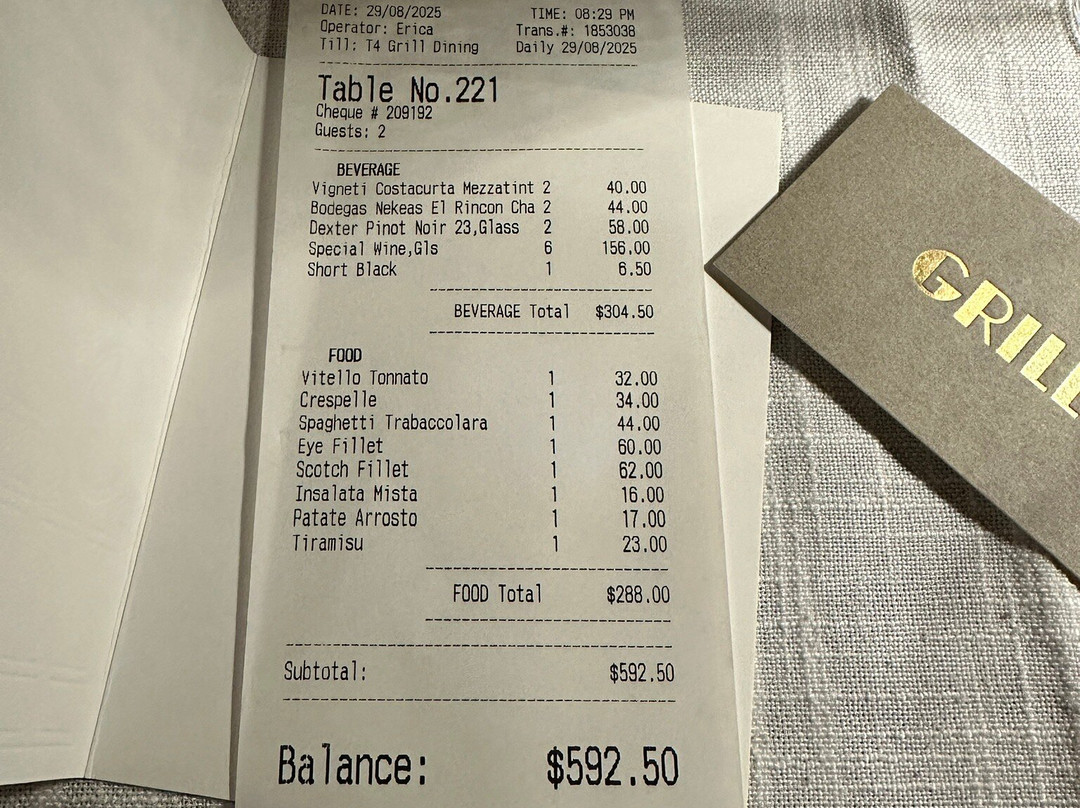 DATE: 29/08/2025 TIME: 08:29 PM
Operator: Erica Trans.#: 1853038
Till: T4 Grill Dining Daily 29/08/2025
Table No.221
Cheque # 209192
Guests: 2
BEVERAGE
Vigneti Costacurta Mezzatint 2 40.00
Bodegas Nekeas El Rincon Cha 2 44.00
Dexter Pinot Noir 23,Glass 2 58.00
Special Wine,Gls 6 156.00
Short Black 1 6.50
BEVERAGE Total $304.50
FOOD
Vitello Tonnato 1 32.00
Crespelle 1 34.00
Spaghetti Trabaccolara 1 44.00
Eye Fillet 1 60.00
Scotch Fillet 1 62.00
Insalata Mista 1 16.00
Patate Arrosto 1 17.00
Tiramisu 1 23.00
FOOD Total $288.00
Subtotal: $592.50
Balance: $592.50
GRILL